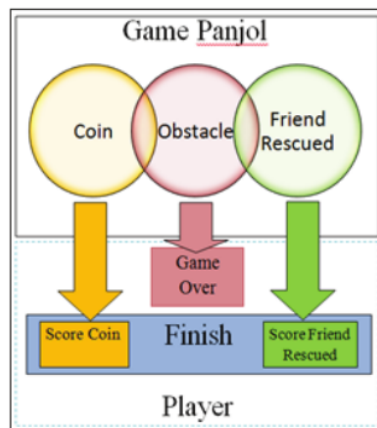 Game Panjol
Coin
Obstacle
Friend
Rescued
Game
Over
Score Coin
Finish
Score Friend
Rescued
Player